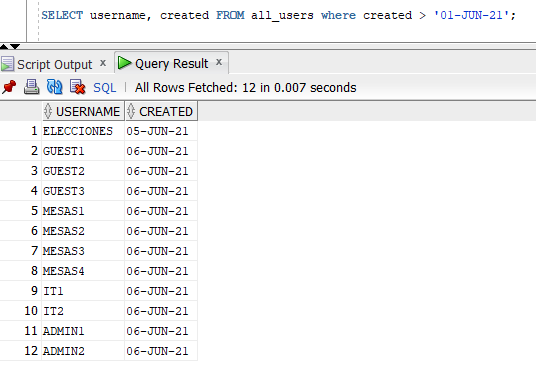 SELECT username, created FROM all_users where created > '01-JUN-21';
Script Output x Query Result x
SQL | All Rows Fetched: 12 in 0.007 seconds
USERNAME CREATED
1 ELECCIONES 05-JUN-21
2 GUEST1 06-JUN-21
3 GUEST2 06-JUN-21
4 GUEST3 06-JUN-21
5 MESAS1 06-JUN-21
6 MESAS2 06-JUN-21
7 MESAS3 06-JUN-21
8 MESAS4 06-JUN-21
9 IT1 06-JUN-21
10 IT2 06-JUN-21
11 ADMIN1 06-JUN-21
12 ADMIN2 06-JUN-21